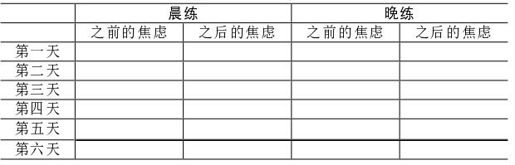 晨练 晚练
之前的焦虑 之后的焦虑 之前的焦虑 之后的焦虑
第一天
第二天
第三天
第四天
第五天
第六天